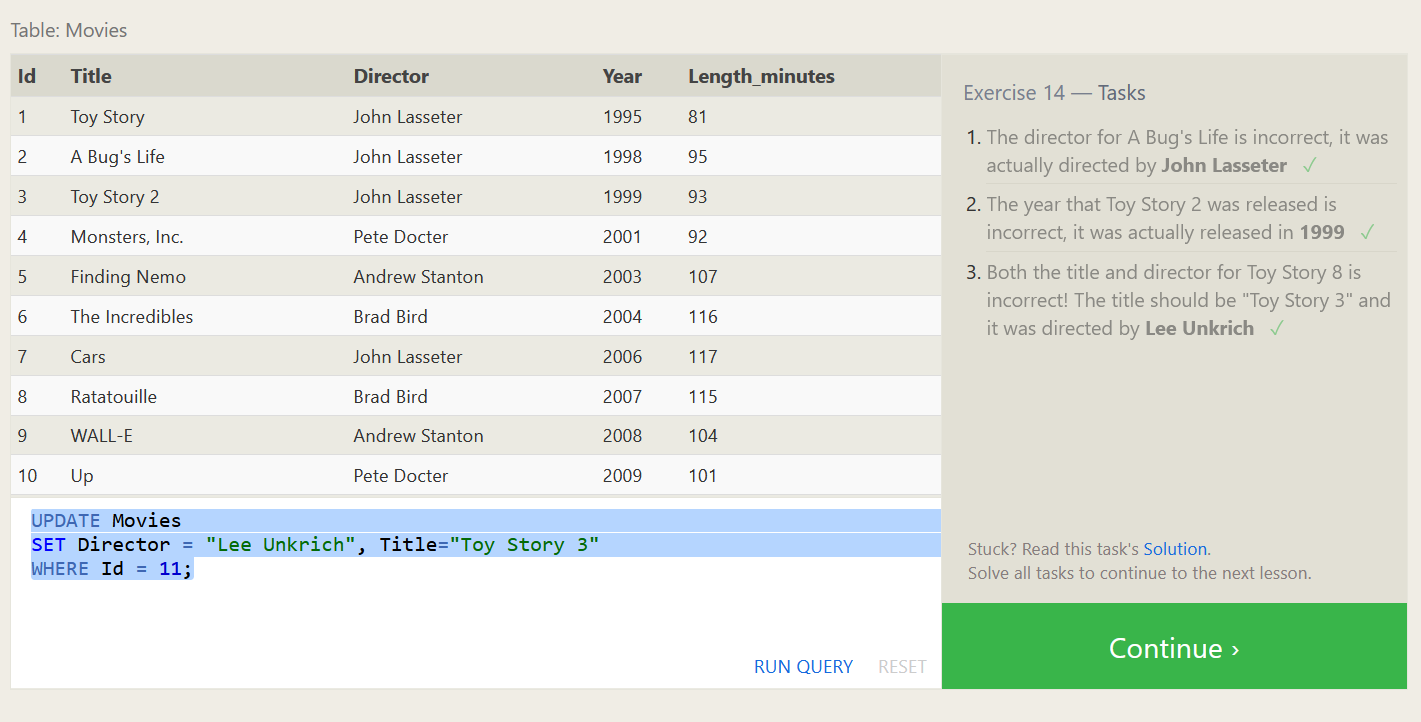 Table: Movies
Id Title Director Year Length_minutes
1 Toy Story John Lasseter 1995 81
2 A Bug's Life John Lasseter 1998 95
3 Toy Story 2 John Lasseter 1999 93
4 Monsters, Inc. Pete Docter 2001 92
5 Finding Nemo Andrew Stanton 2003 107
6 The Incredibles Brad Bird 2004 116
7 Cars John Lasseter 2006 117
8 Ratatouille Brad Bird 2007 115
9 WALL-E Andrew Stanton 2008 104
10 Up Pete Docter 2009 101
UPDATE Movies
SET Director = "Lee Unkrich", Title="Toy Story 3"
WHERE Id = 11;
RUN QUERY RESET
Exercise 14 — Tasks
1. The director for A Bug's Life is incorrect, it was
actually directed by John Lasseter ✓
2. The year that Toy Story 2 was released is
incorrect, it was actually released in 1999 ✓
3. Both the title and director for Toy Story 8 is
incorrect! The title should be "Toy Story 3" and
it was directed by Lee Unkrich ✓
Stuck? Read this task's Solution.
Solve all tasks to continue to the next lesson.
Continue ›